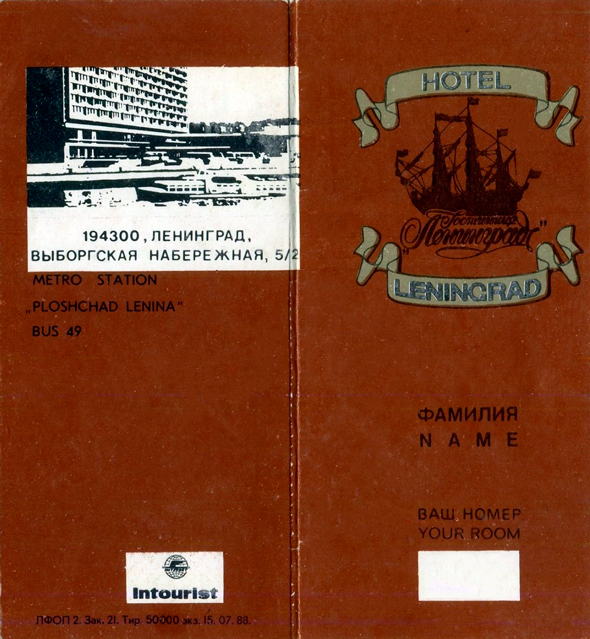 194300, ЛЕНИНГРАД,
ВЫБОРГСКАЯ НАБЕРЕЖНАЯ, 5/2
METRO STATION
„PLOSHCHAD LENINA"
BUS 49
Intourist
ЛФОП 2. Зак. 21. Тир. 50000 экз. 15. 07. 88.
HOTEL
Гостиница
„Ленинград"
LENINGRAD
ФАМИЛИЯ
NAME
ВАШ НОМЕР
YOUR ROOM